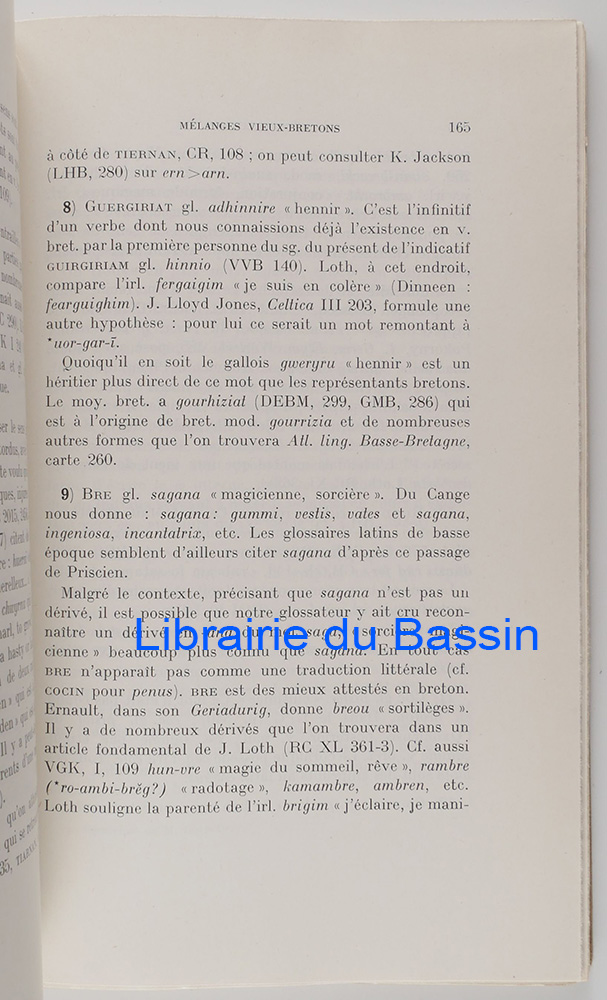 MÉLANGES VIEUX-BRETONS 165
à côté de TIERNAN, CR, 108 ; on peut consulter K. Jackson
(LHB, 280) sur ern>arn.
8) GUERGIRIAT gl. adhinnire « hennir ». C'est l'infinitif
d'un verbe dont nous connaissions déjà l'existence en v.
bret. par la première personne du sg. du présent de l'indicatif
GUIRGIRIAM gl. hinnio (VVB 140). Loth, à cet endroit,
compare l'irl. fergaigim « je suis en colère » (Dinneen :
fearguighim). J. Lloyd Jones, Celtica III 203, formule une
autre hypothèse : pour lui ce serait un mot remontant à
*uor-gar-ī.
Quoiqu'il en soit le gallois gweryru « hennir » est un
héritier plus direct de ce mot que les représentants bretons.
Le moy. bret. a gourhizial (DEBM, 299, GMB, 286) qui
est à l'origine de bret. mod. gourrizia et de nombreuses
autres formes que l'on trouvera Atl. ling. Basse-Bretagne,
carte 260.
9) BRE gl. sagana « magicienne, sorcière ». Du Cange
nous donne : sagana: gummi, vestis, vates et sagana,
ingeniosa, incantatrix, etc. Les glossaires latins de basse
époque semblent d'ailleurs citer sagana d'après ce passage
de Priscien.
Malgré le contexte, précisant que sagana n'est pas un
dérivé, il est possible que notre glossateur y ait cru recon-
naître un dérivé en
cienne » beaucoup plus connu que sagana. En tout cas
BRE n'apparaît pas comme une traduction littérale (cf.
COCIN pour penus). BRE est des mieux attestés en breton.
Ernault, dans son Geriadurig, donne breou « sortilèges ».
Il y a de nombreux dérivés que l'on trouvera dans un
article fondamental de J. Loth (RC XL 361-3). Cf. aussi
VGK, I, 109 hun-vre « magie du sommeil, rêve », rambre
(*ro-ambi-brĕg?) « radotage », kamambre, ambren, etc.
Loth souligne la parenté de l'irl. brigim « j'éclaire, je mani-
Librairie du Bassin